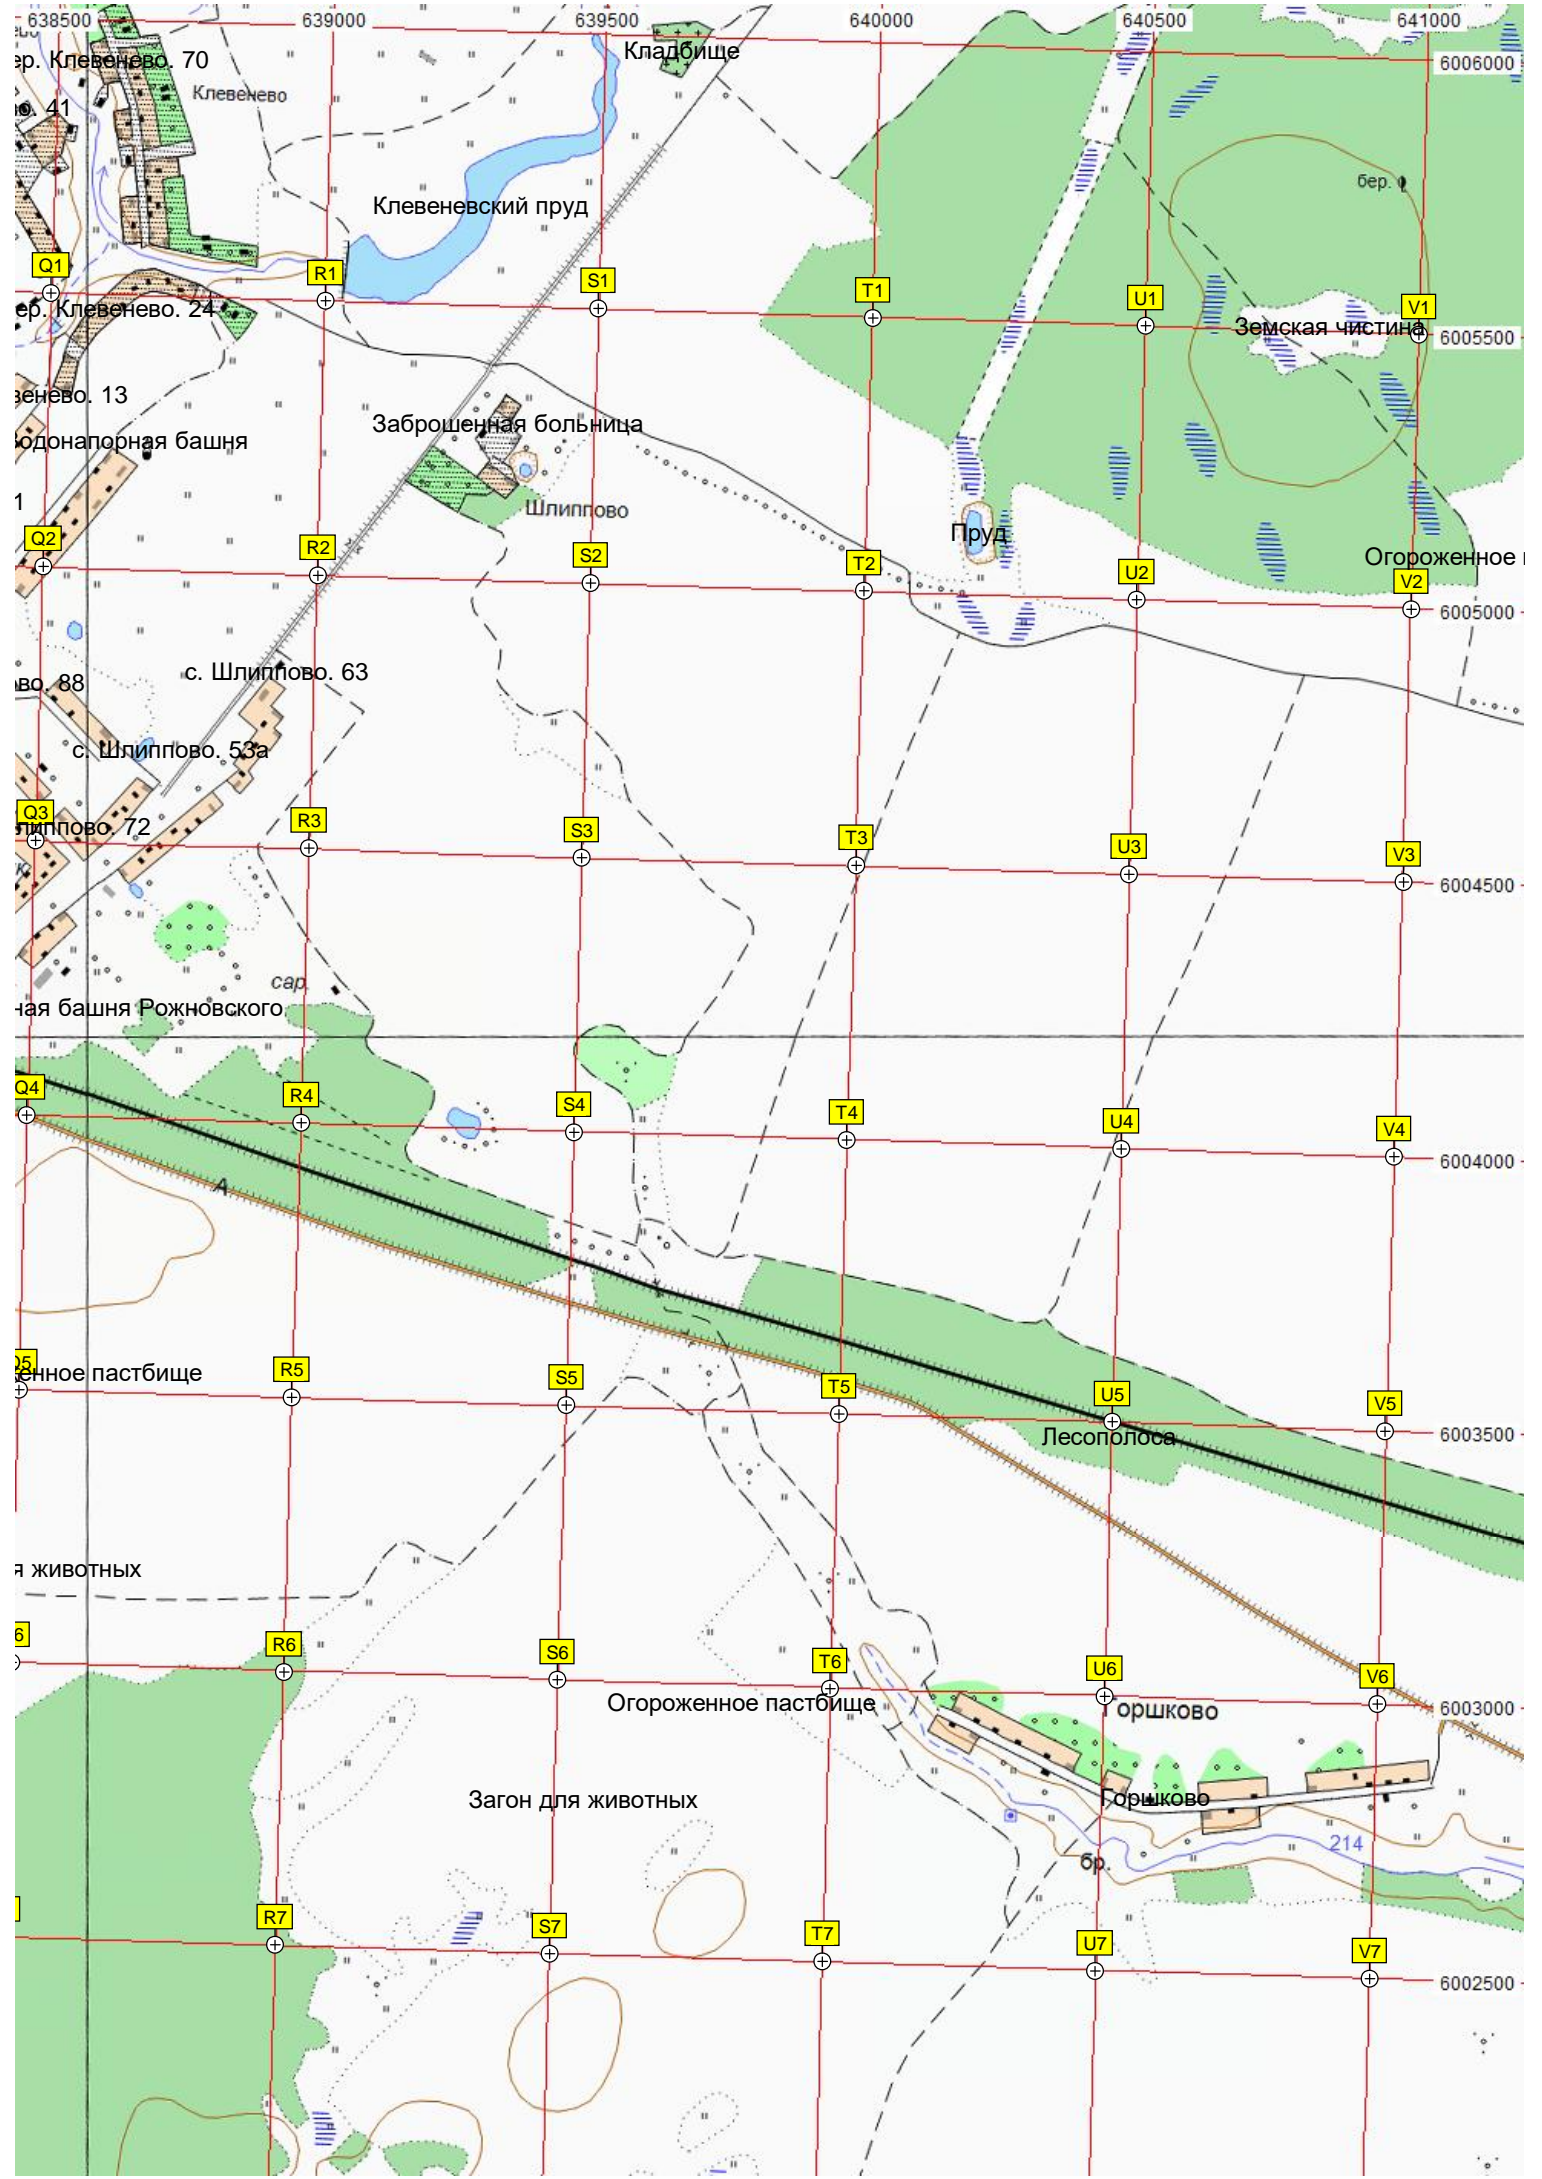 638500 639000 639500 640000 640500 641000
Кладбище
ер. Клевенево. 70
6006000
Клевенево
о. 41
бер.
Клевеневский пруд
Q1 R1 S1 T1 U1 V1
ер. Клевенево. 24
Земская чистина
6005500
венево. 13
Заброшенная больница
Водонапорная башня
1
Шлиппово
Пруд
Q2 R2 S2 T2 U2 V2
Огороженное
6005000
с. Шлиппово. 63
во. 88
с. Шлиппово. 53а
Q3 R3 S3 T3 U3 V3
липпово. 72
6004500
сар.
ная башня Рожновского
Q4 R4 S4 T4 U4 V4
6004000
А
Q5 R5 S5 T5 U5 V5
енное пастбище
6003500
Лесополоса
я животных
6 R6 S6 T6 U6 V6
Огороженное пастбище
Горшково
6003000
Загон для животных
Горшково
214
бр.
R7 S7 T7 U7 V7
6002500